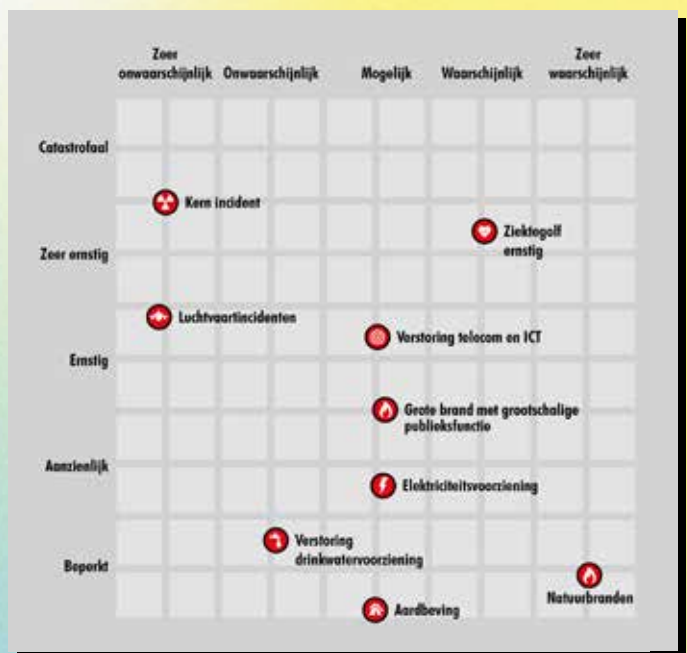 Zeer
onwaarschijnlijk
Onwaarschijnlijk
Mogelijk
Waarschijnlijk
Zeer
waarschijnlijk
Catastrofaal
Kern incident
Ziektegolf
ernstig
Zeer ernstig
Luchtvaartincidenten
Verstoring telecom en ICT
Ernstig
Grote brand met grootschalige
publieksfunctie
Aanzienlijk
Elektriciteitsvoorziening
Verstoring
drinkwatervoorziening
Beperkt
Natuurbranden
Aardbeving